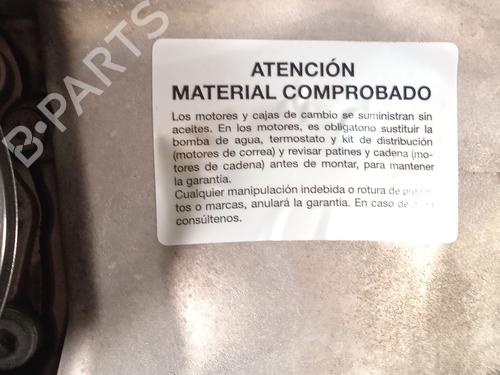 B-PARTS
ATENCIÓN
MATERIAL COMPROBADO
Los motores y cajas de cambio se suministran sin
aceites. En los motores, es obligatorio sustituir la
bomba de agua, termostato y kit de distribución
(motores de correa) y revisar patines y cadena (mo-
tores de cadena) antes de montar, para mantener
la garantía.
Cualquier manipulación indebida o rotura de precin-
tos o marcas, anulará la garantía. En caso de
consúltenos.